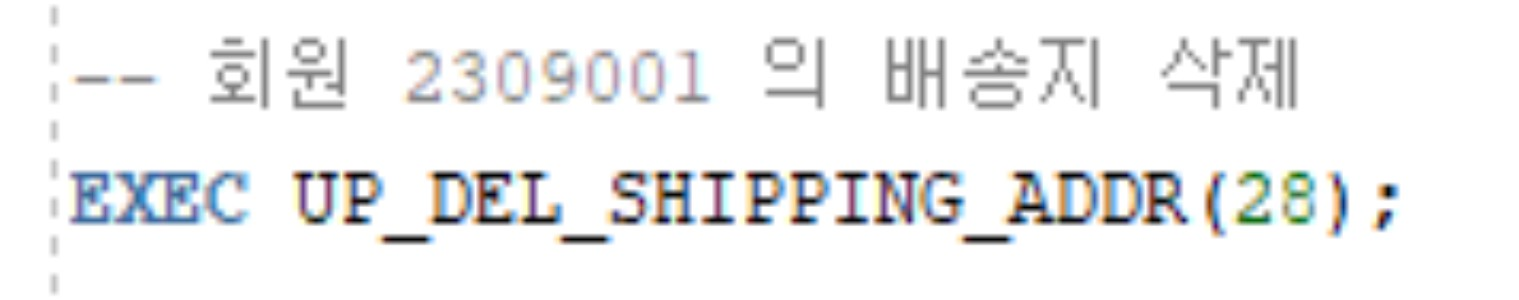 -- 회원 2309001 의 배송지 삭제
EXEC UP_DEL_SHIPPING_ADDR(28);